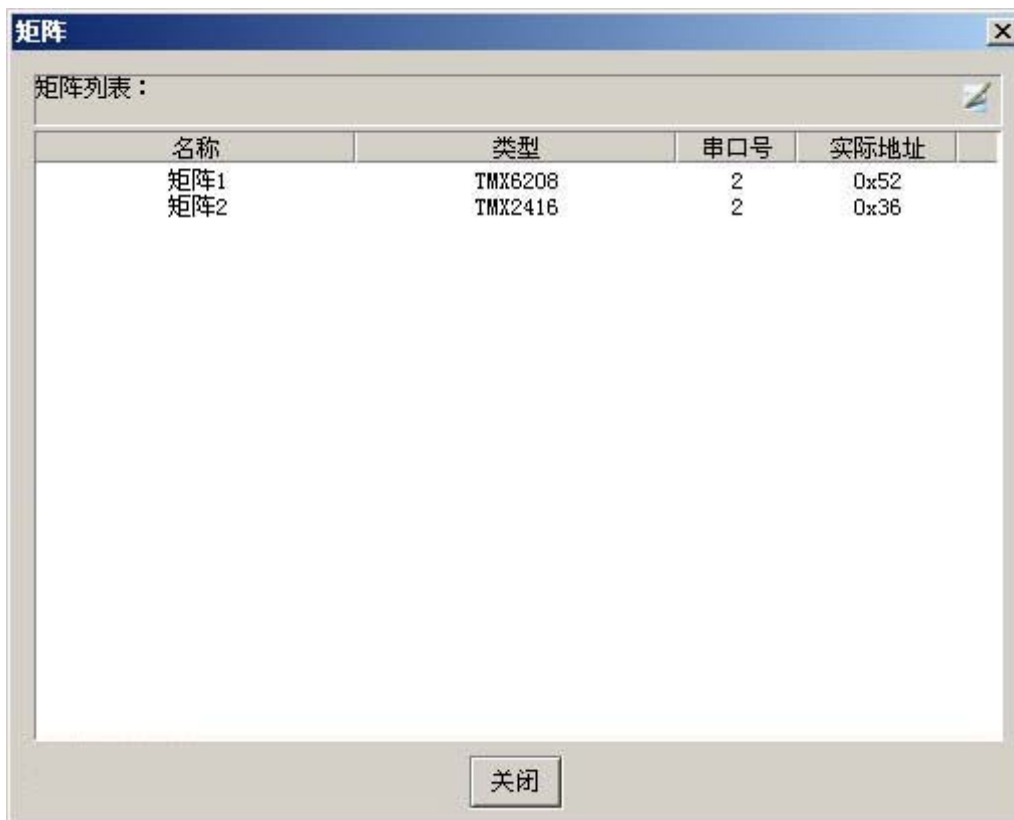 矩阵
矩阵列表：
名称 类型 串口号 实际地址
矩阵1 TMX6208 2 0x52
矩阵2 TMX2416 2 0x36
关闭